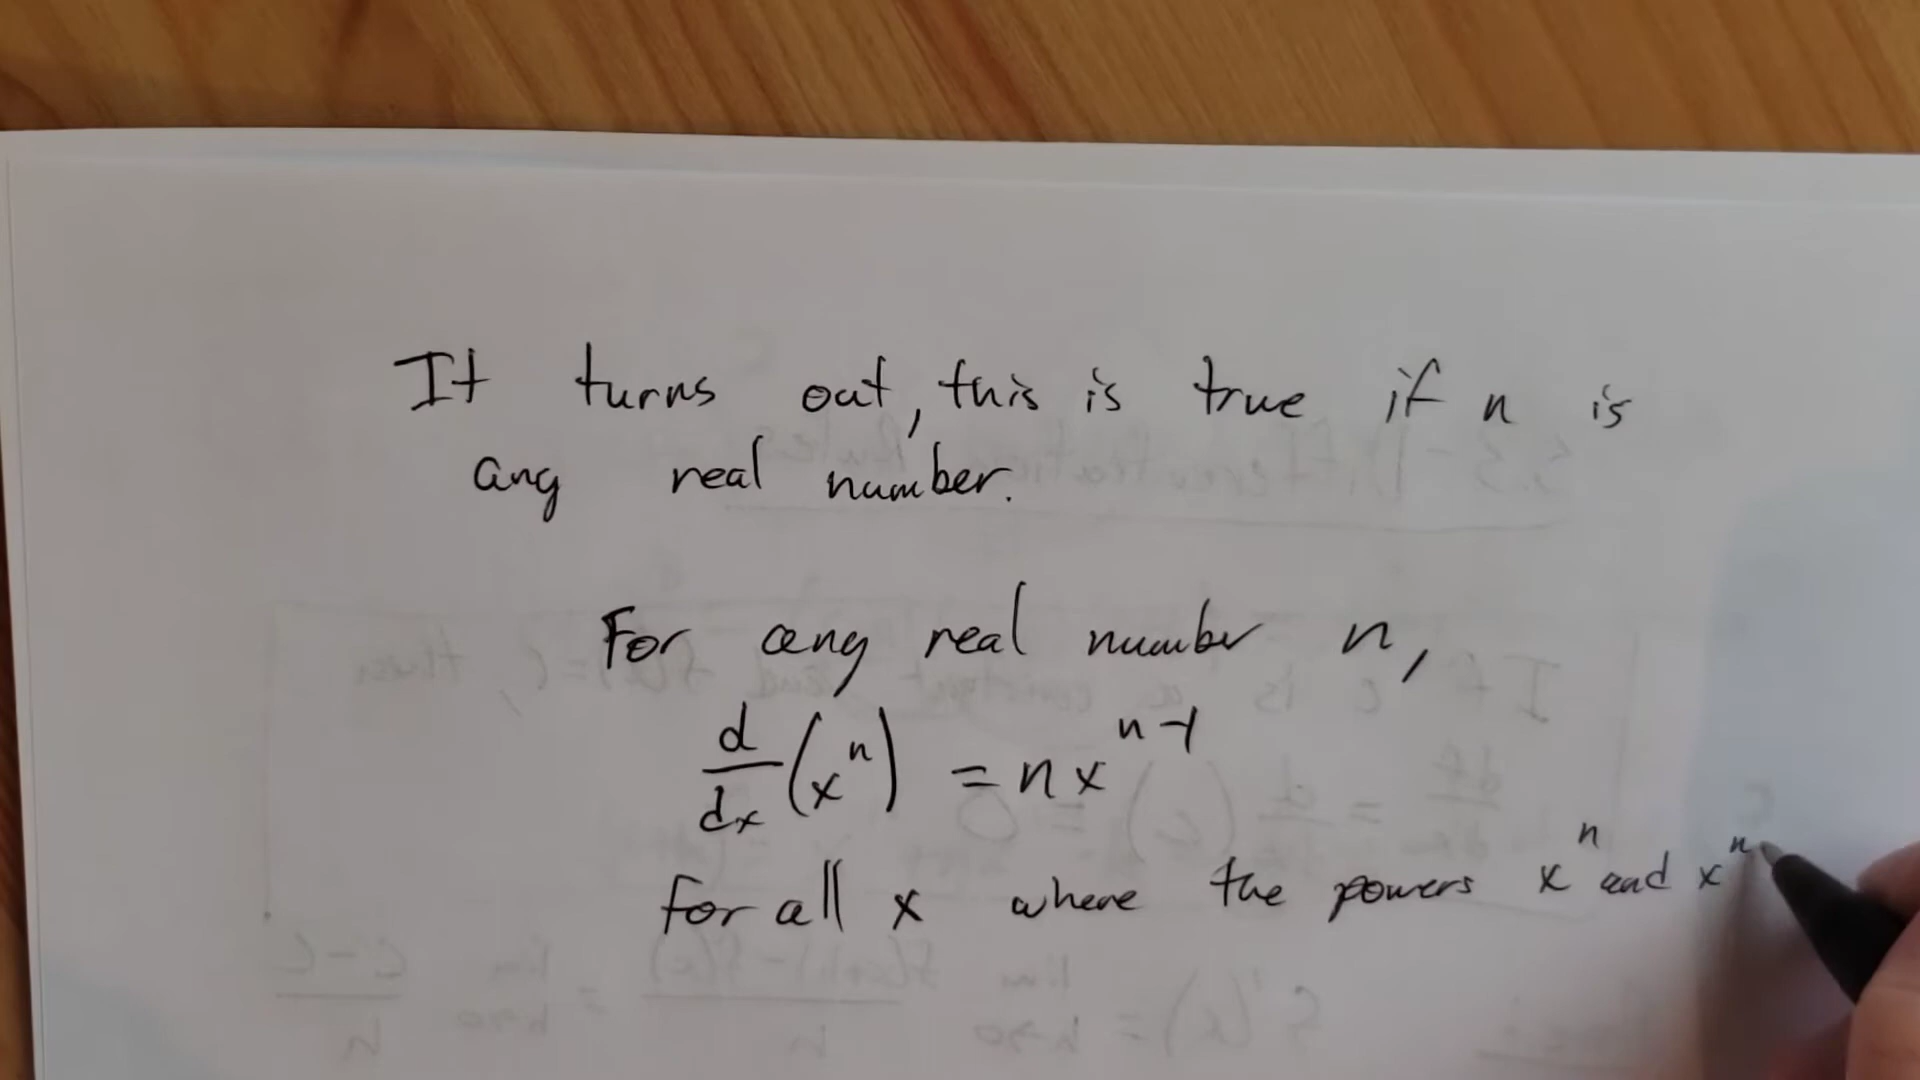 It turns out, this is true if n is
any real number.
For any real number n,
d/dx (x^n) = nx^(n-1)
for all x where the powers x^n and x^n